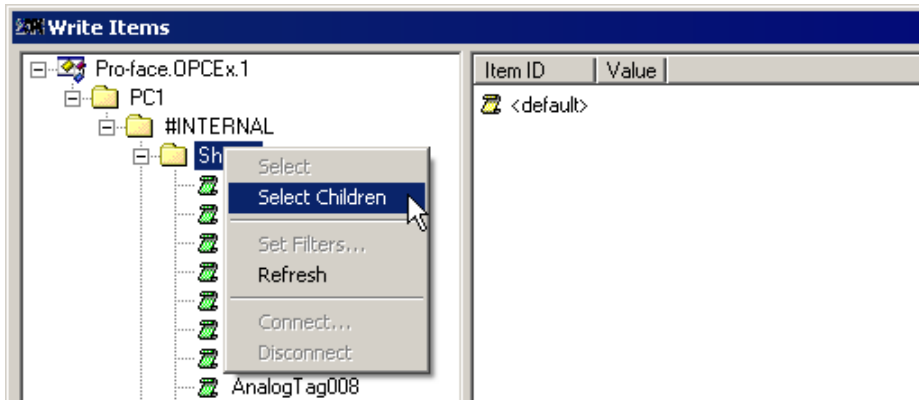 Write Items
Pro-face.OPCEx.1
PC1
#INTERNAL
Sh
Select
Select Children
Set Filters...
Refresh
Connect...
Disconnect
AnalogTag008
Item ID Value
<default>